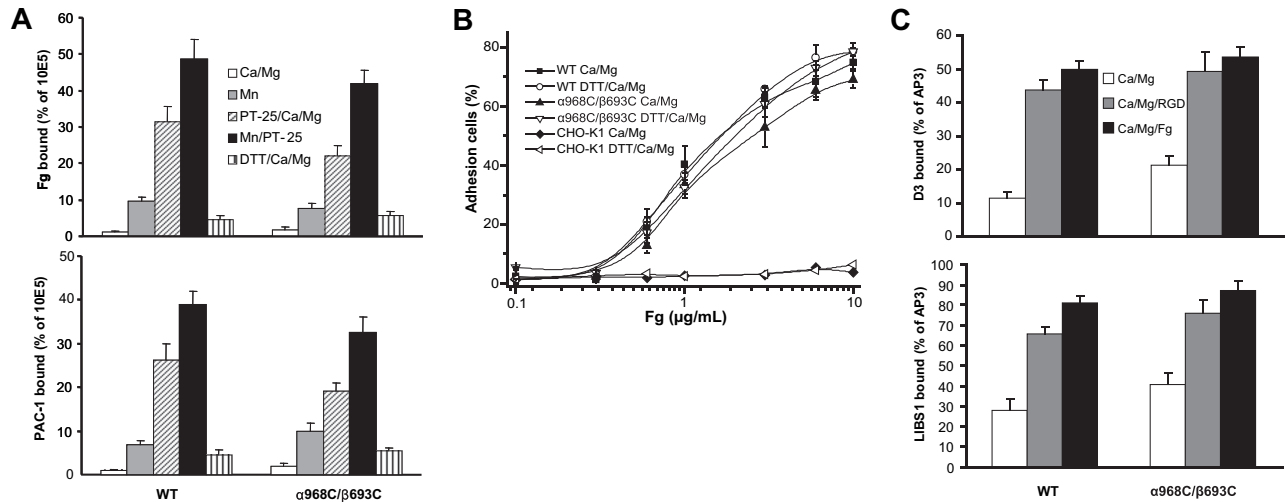 A
Fg bound (% of 10E5)
60
50
40
30
20
10
0
Ca/Mg
Mn
PT-25/Ca/Mg
Mn/PT-25
DTT/Ca/Mg
PAC-1 bound (% of 10E5)
50
40
30
20
10
0
WT
α968C/β693C
B
Adhesion cells (%)
80
60
40
20
0
WT Ca/Mg
WT DTT/Ca/Mg
α968C/β693C Ca/Mg
α968C/β693C DTT/Ca/Mg
CHO-K1 Ca/Mg
CHO-K1 DTT/Ca/Mg
0.1
1
10
Fg (µg/mL)
C
D3 bound (% of AP3)
60
50
40
30
20
10
0
Ca/Mg
Ca/Mg/RGD
Ca/Mg/Fg
LIBS1 bound (% of AP3)
100
90
80
70
60
50
40
30
30
10
0
WT
α968C/β693C